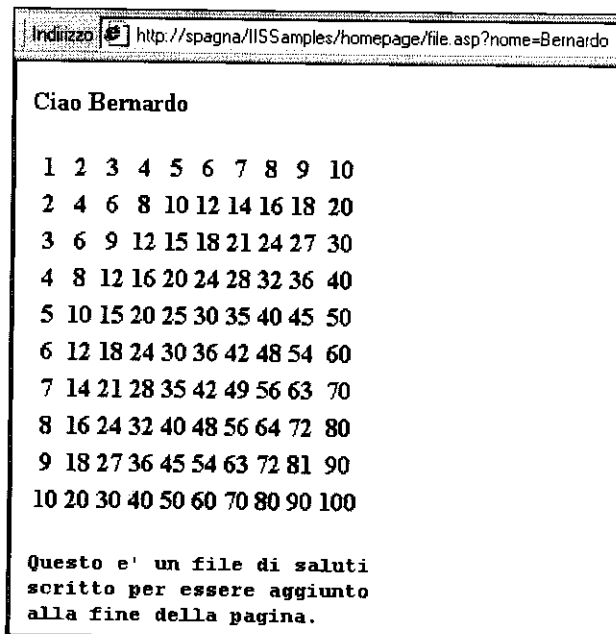 Indirizzo http://spagna/IISSamples/homepage/file.asp?nome=Bernardo
Ciao Bernardo
1 2 3 4 5 6 7 8 9 10
2 4 6 8 10 12 14 16 18 20
3 6 9 12 15 18 21 24 27 30
4 8 12 16 20 24 28 32 36 40
5 10 15 20 25 30 35 40 45 50
6 12 18 24 30 36 42 48 54 60
7 14 21 28 35 42 49 56 63 70
8 16 24 32 40 48 56 64 72 80
9 18 27 36 45 54 63 72 81 90
10 20 30 40 50 60 70 80 90 100
Questo e' un file di saluti
scritto per essere aggiunto
alla fine della pagina.